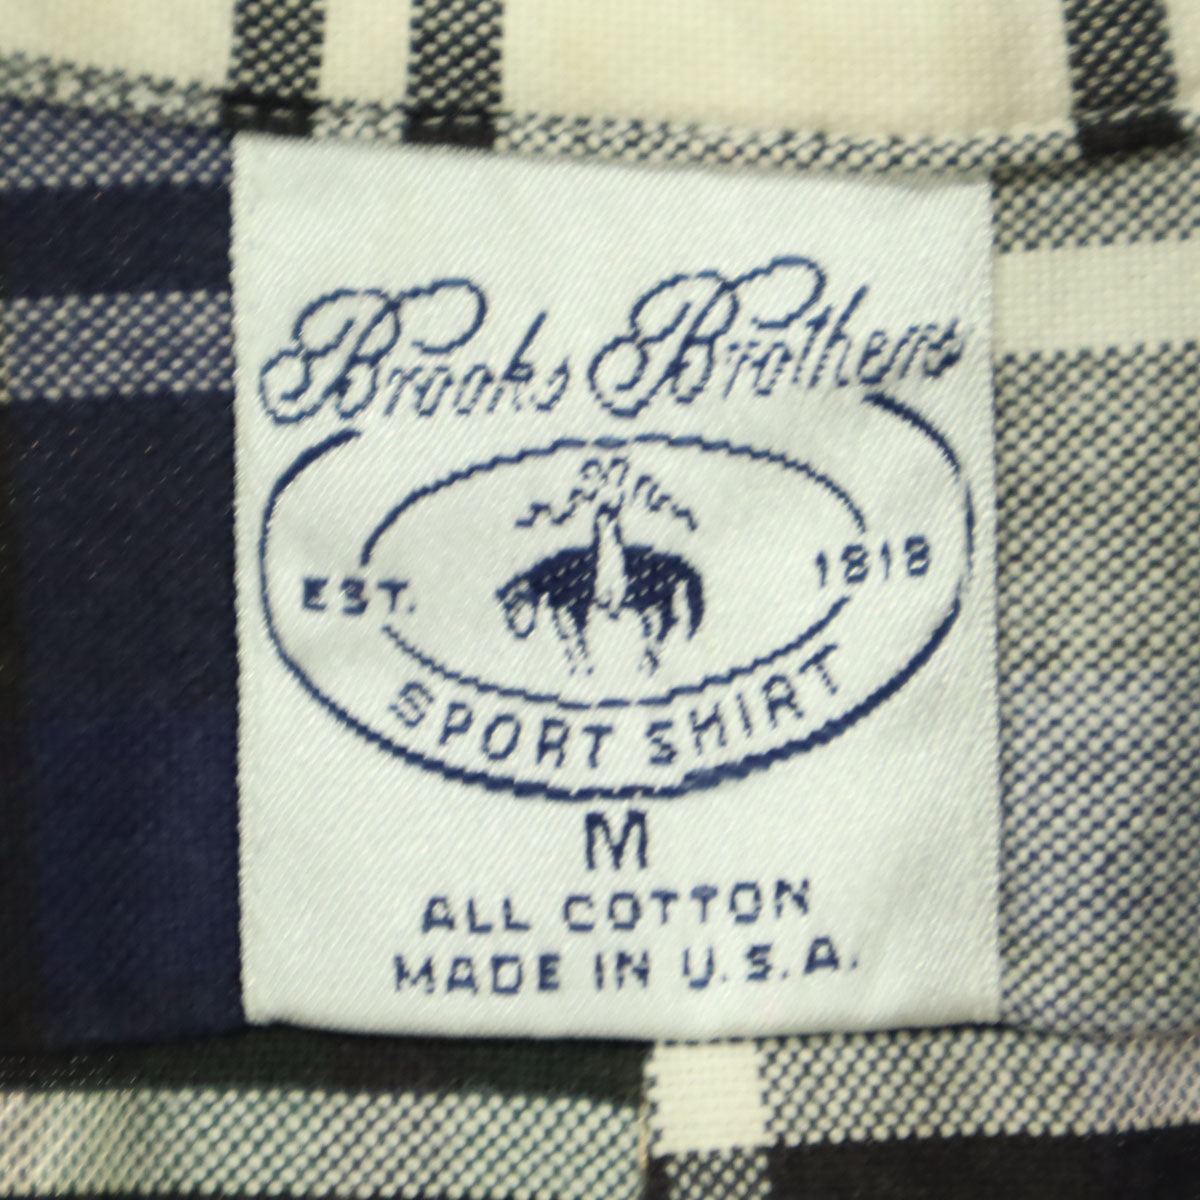 Brooks Brothers
EST. 1818
SPORT SHIRT
M
ALL COTTON
MADE IN U.S.A.